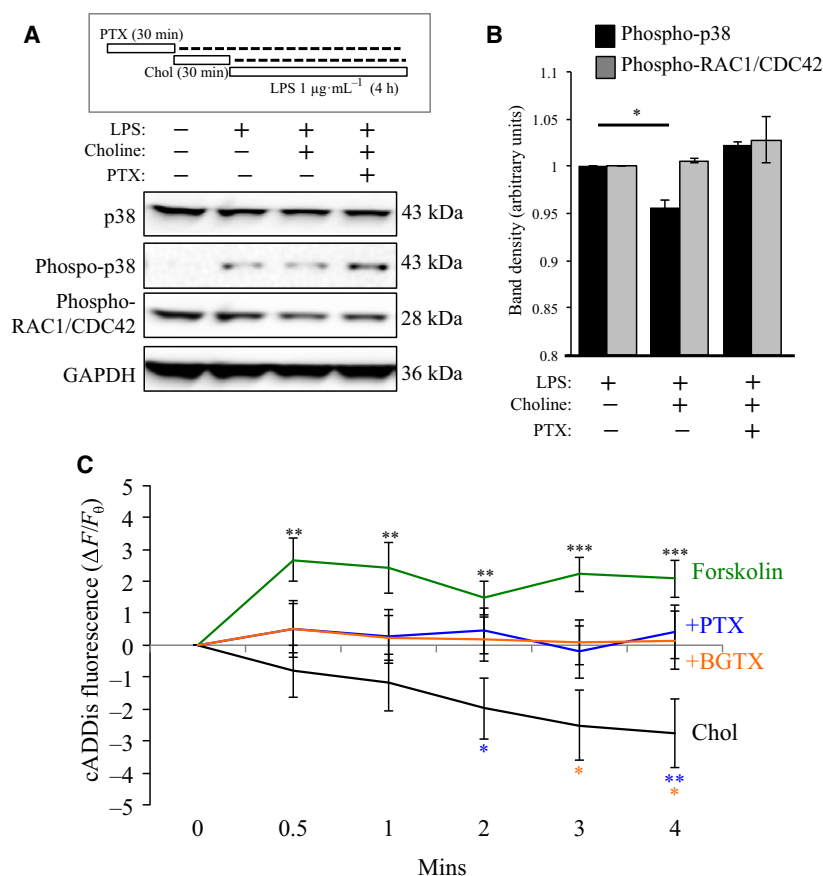 A
PTX (30 min)
Chol (30 min)
LPS 1 µg·mL⁻¹ (4 h)
LPS: − + + +
Choline: − − + +
PTX: − − − +
p38 43 kDa
Phospo-p38 43 kDa
Phospho-
RAC1/CDC42 28 kDa
GAPDH 36 kDa
B
Phospho-p38
Phospho-RAC1/CDC42
Band density (arbitrary units)
1.1
1.05
1
0.95
0.9
0.85
0.8
*
LPS: + + +
Choline: − + +
PTX: − − +
C
cADDis fluorescence (ΔF/F₀)
5
4
3
2
1
0
−1
−2
−3
−4
−5
** ** ** *** ***
Forskolin
+PTX
+BGTX
Chol
* * **
*
0 0.5 1 2 3 4
Mins